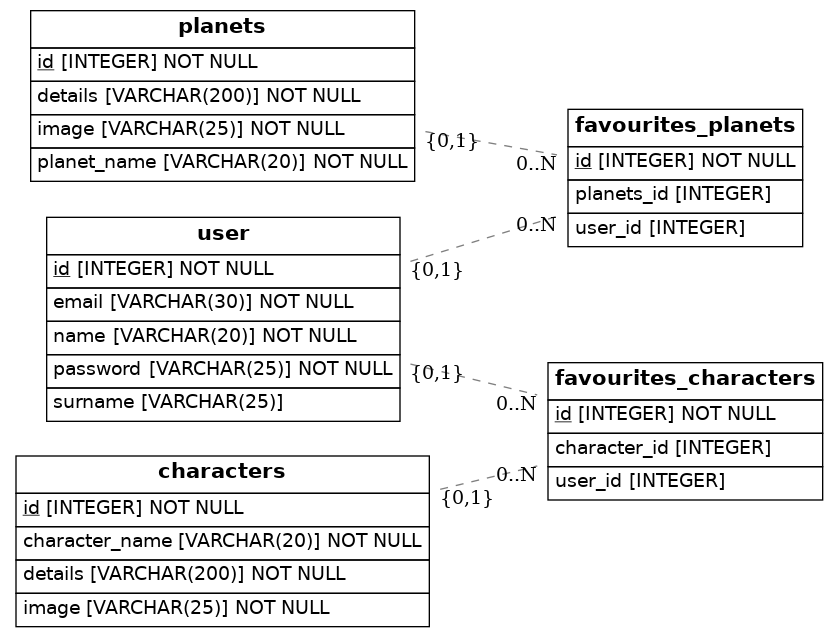 planets
id [INTEGER] NOT NULL
details [VARCHAR(200)] NOT NULL
image [VARCHAR(25)] NOT NULL
planet_name [VARCHAR(20)] NOT NULL
{0,1}
0..N
favourites_planets
id [INTEGER] NOT NULL
planets_id [INTEGER]
user_id [INTEGER]
0..N
{0,1}
user
id [INTEGER] NOT NULL
email [VARCHAR(30)] NOT NULL
name [VARCHAR(20)] NOT NULL
password [VARCHAR(25)] NOT NULL
surname [VARCHAR(25)]
{0,1}
0..N
favourites_characters
id [INTEGER] NOT NULL
character_id [INTEGER]
user_id [INTEGER]
0..N
{0,1}
characters
id [INTEGER] NOT NULL
character_name [VARCHAR(20)] NOT NULL
details [VARCHAR(200)] NOT NULL
image [VARCHAR(25)] NOT NULL